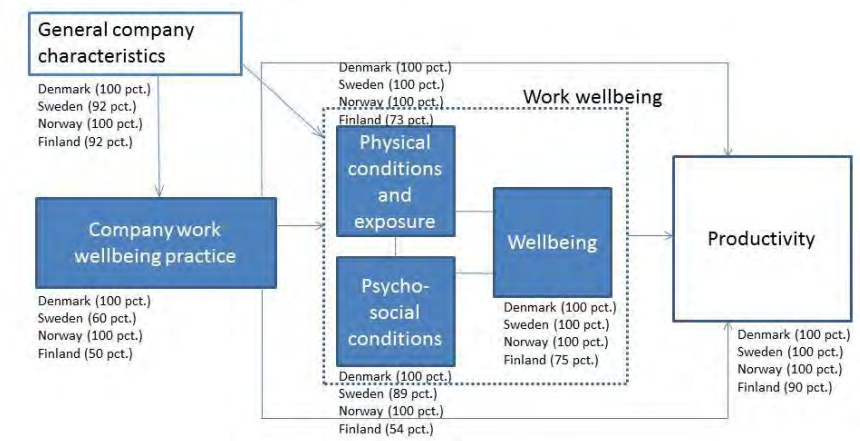 General company
characteristics
Denmark (100 pct.)
Sweden (92 pct.)
Norway (100 pct.)
Finland (92 pct.)
Company work
wellbeing practice
Denmark (100 pct.)
Sweden (60 pct.)
Norway (100 pct.)
Finland (50 pct.)
Denmark (100 pct.)
Sweden (100 pct.)
Norway (100 pct.)
Finland (73 pct.)
Work wellbeing
Physical
conditions
and
exposure
Psycho-
social
conditions
Denmark (100 pct.)
Sweden (89 pct.)
Norway (100 pct.)
Finland (54 pct.)
Wellbeing
Denmark (100 pct.)
Sweden (100 pct.)
Norway (100 pct.)
Finland (75 pct.)
Productivity
Denmark (100 pct.)
Sweden (100 pct.)
Norway (100 pct.)
Finland (90 pct.)